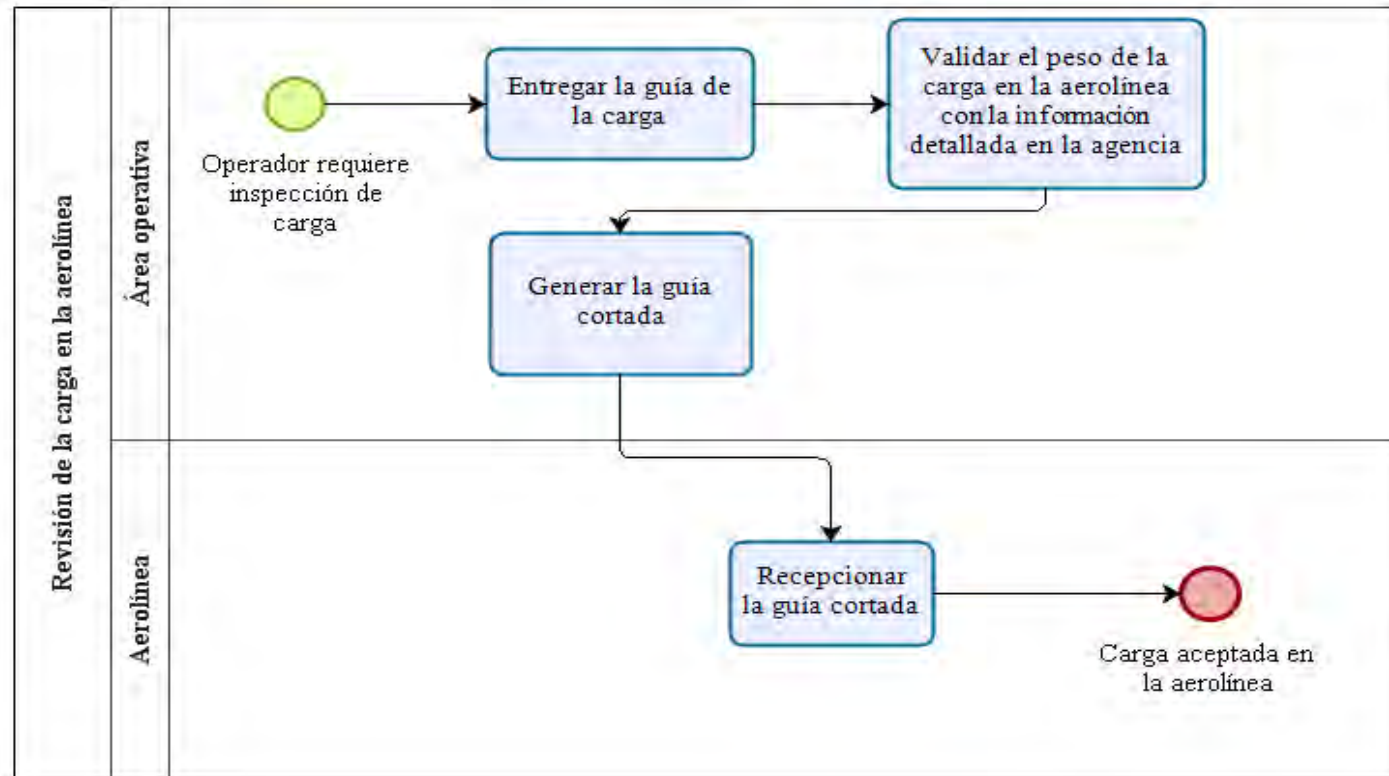 Revisión de la carga en la aerolínea
Área operativa
Operador requiere
inspección de
carga
Entregar la guía de
la carga
Validar el peso de la
carga en la aerolínea
con la información
detallada en la agencia
Generar la guía
cortada
Aerolínea
Recepcionar
la guía cortada
Carga aceptada en
la aerolínea